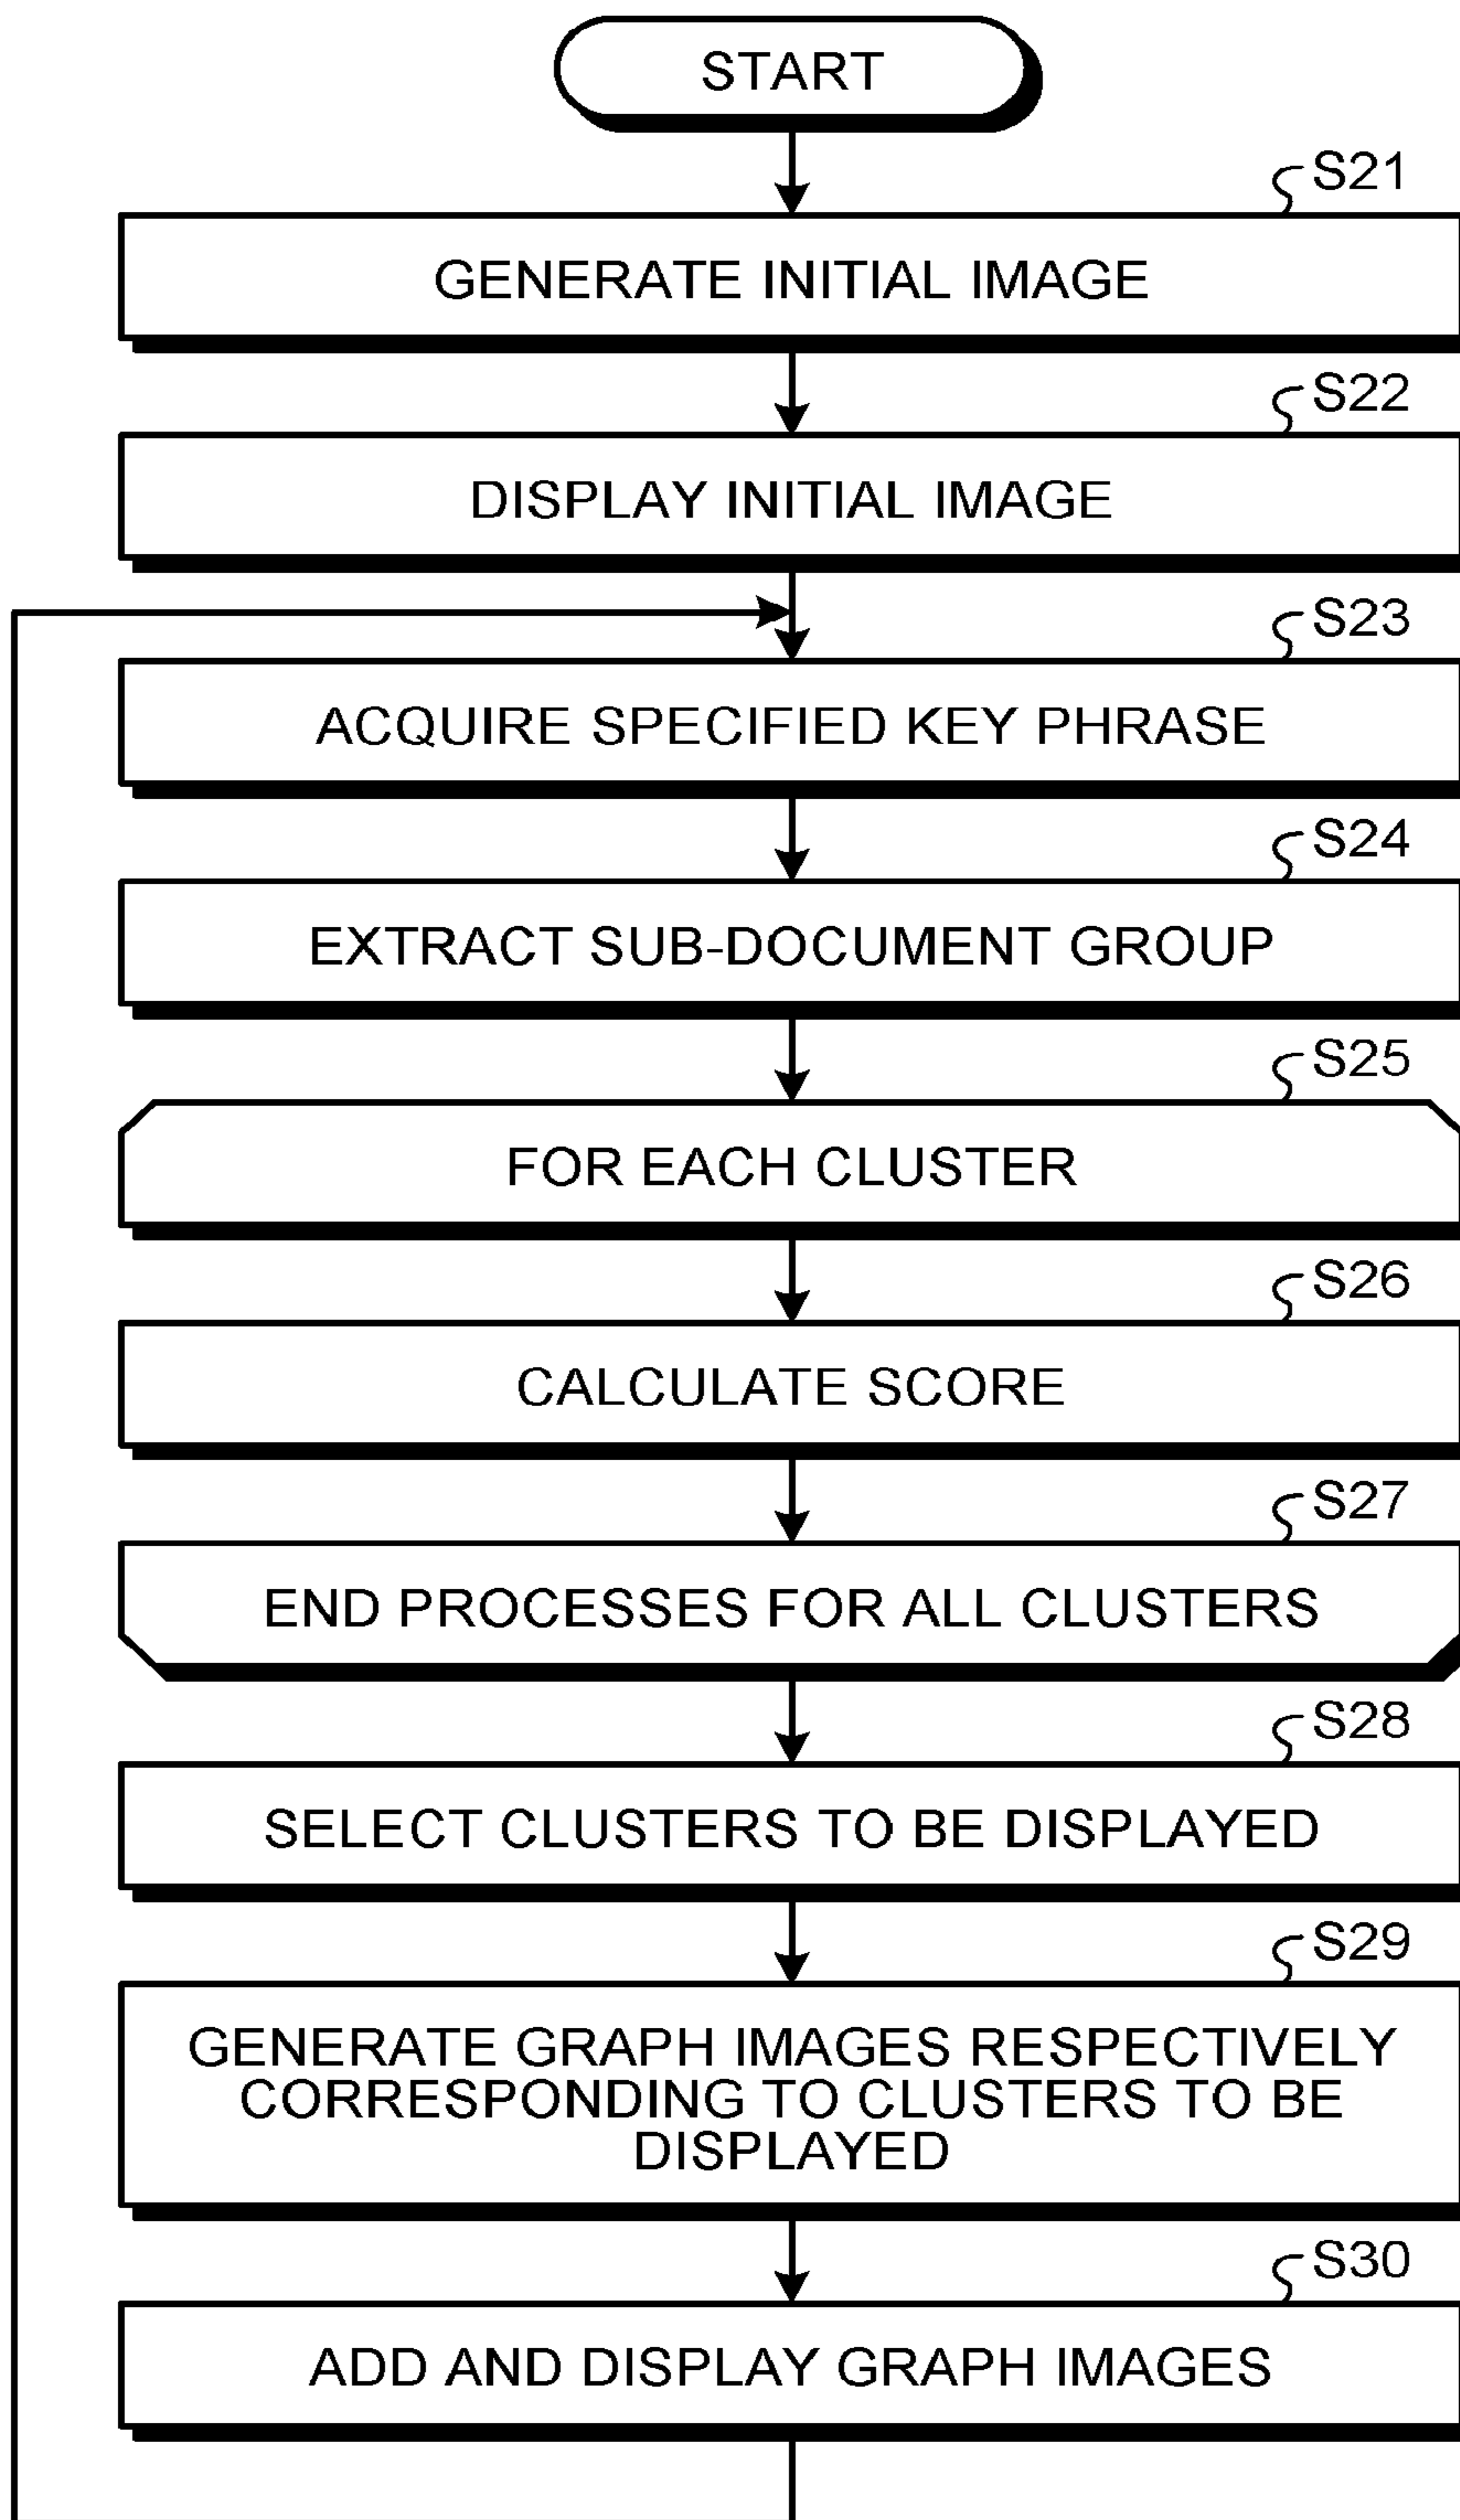 START
S21
GENERATE INITIAL IMAGE
S22
DISPLAY INITIAL IMAGE
S23
ACQUIRE SPECIFIED KEY PHRASE
S24
EXTRACT SUB-DOCUMENT GROUP
S25
FOR EACH CLUSTER
S26
CALCULATE SCORE
S27
END PROCESSES FOR ALL CLUSTERS
S28
SELECT CLUSTERS TO BE DISPLAYED
S29
GENERATE GRAPH IMAGES RESPECTIVELY
CORRESPONDING TO CLUSTERS TO BE
DISPLAYED
S30
ADD AND DISPLAY GRAPH IMAGES